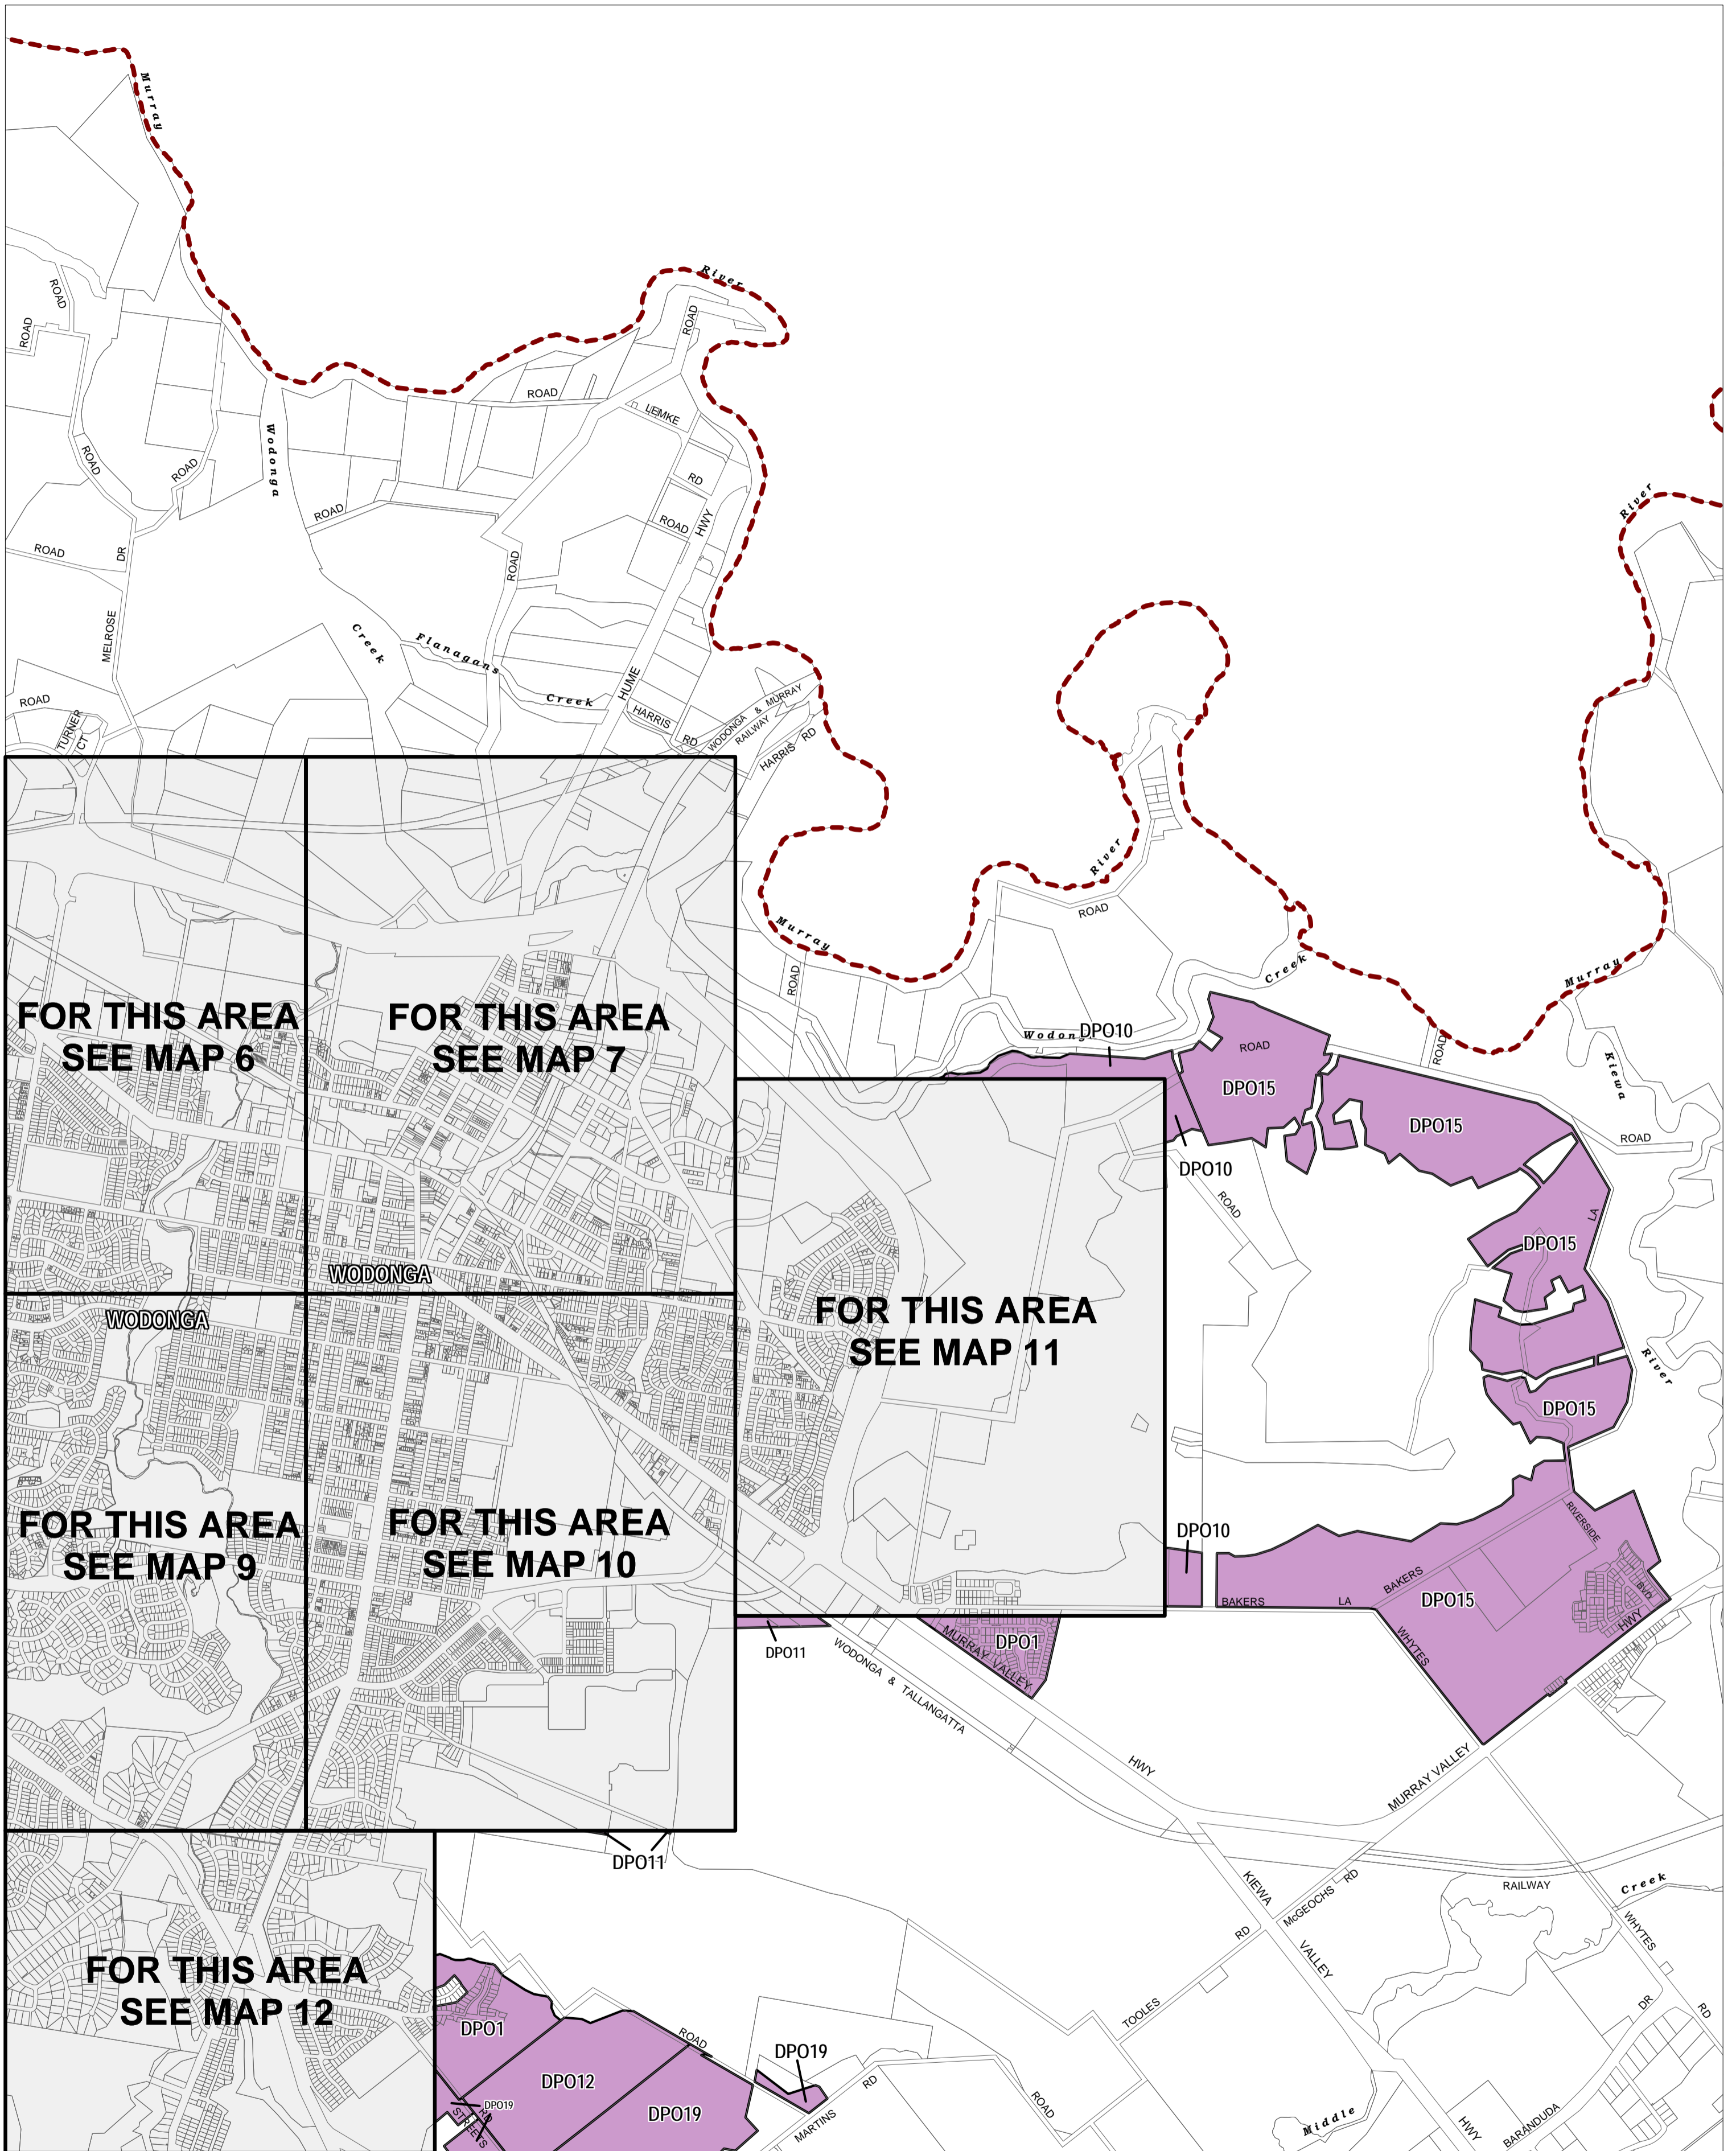 Murray
River
ROAD
ROAD
ROAD
ROAD
LEMKE
ROAD
ROAD
Wodonga
RD
ROAD
HWY
ROAD
River
ROAD
DR
ROAD
MELROSE
Creek
Flanagans
Creek
HUME
HARRIS
RD
WODONGA & MURRAY
RAILWAY
HARRIS RD
ROAD
TURNER
CT
River
ROAD
Murray
ROAD
Creek
Murray
FOR THIS AREA
SEE MAP 6
FOR THIS AREA
SEE MAP 7
DPO10
ROAD
ROAD
Kiewa
DPO15
DPO15
ROAD
DPO10
ROAD
LA
DPO15
WODONGA
WODONGA
FOR THIS AREA
SEE MAP 11
River
DPO15
FOR THIS AREA
SEE MAP 9
FOR THIS AREA
SEE MAP 10
DPO10
RIVERSIDE
BVD
BAKERS
BAKERS LA
DPO15
HWY
WHYTES
DPO11
DPO1
MURRAY VALLEY
WODONGA & TALLANGATTA
HWY
MURRAY VALLEY
DPO11
KIEWA
McGEOCHS RD
RAILWAY
Creek
WHYTES
RD
VALLEY
RD
TOOLES
DR
FOR THIS AREA
SEE MAP 12
DPO1
ROAD
DPO19
DPO12
RD
ROAD
DPO19
RD
STREETS
DPO19
MARTINS
Middle
HWY
BARANDUDA